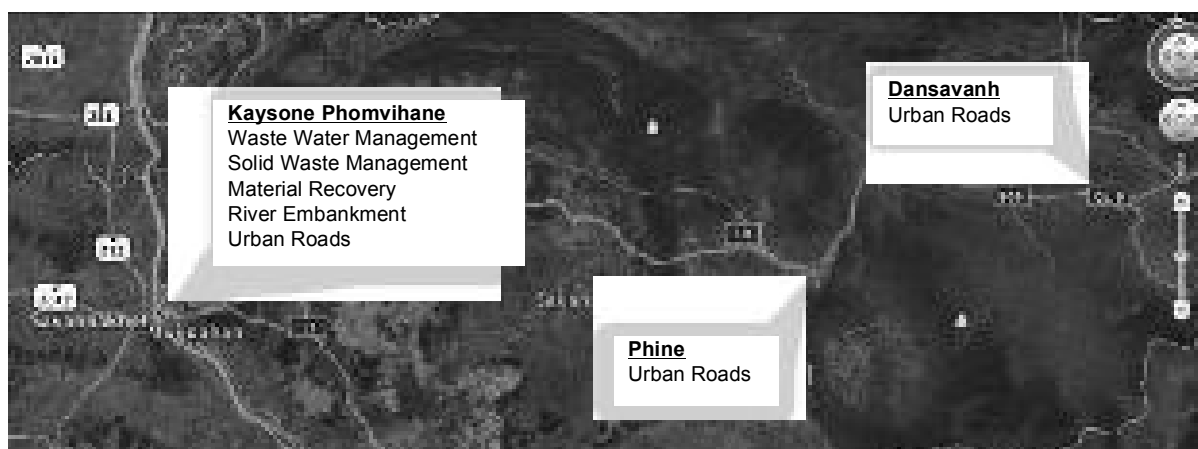 Kaysone Phomvihane
Waste Water Management
Solid Waste Management
Material Recovery
River Embankment
Urban Roads
Dansavanh
Urban Roads
Phine
Urban Roads